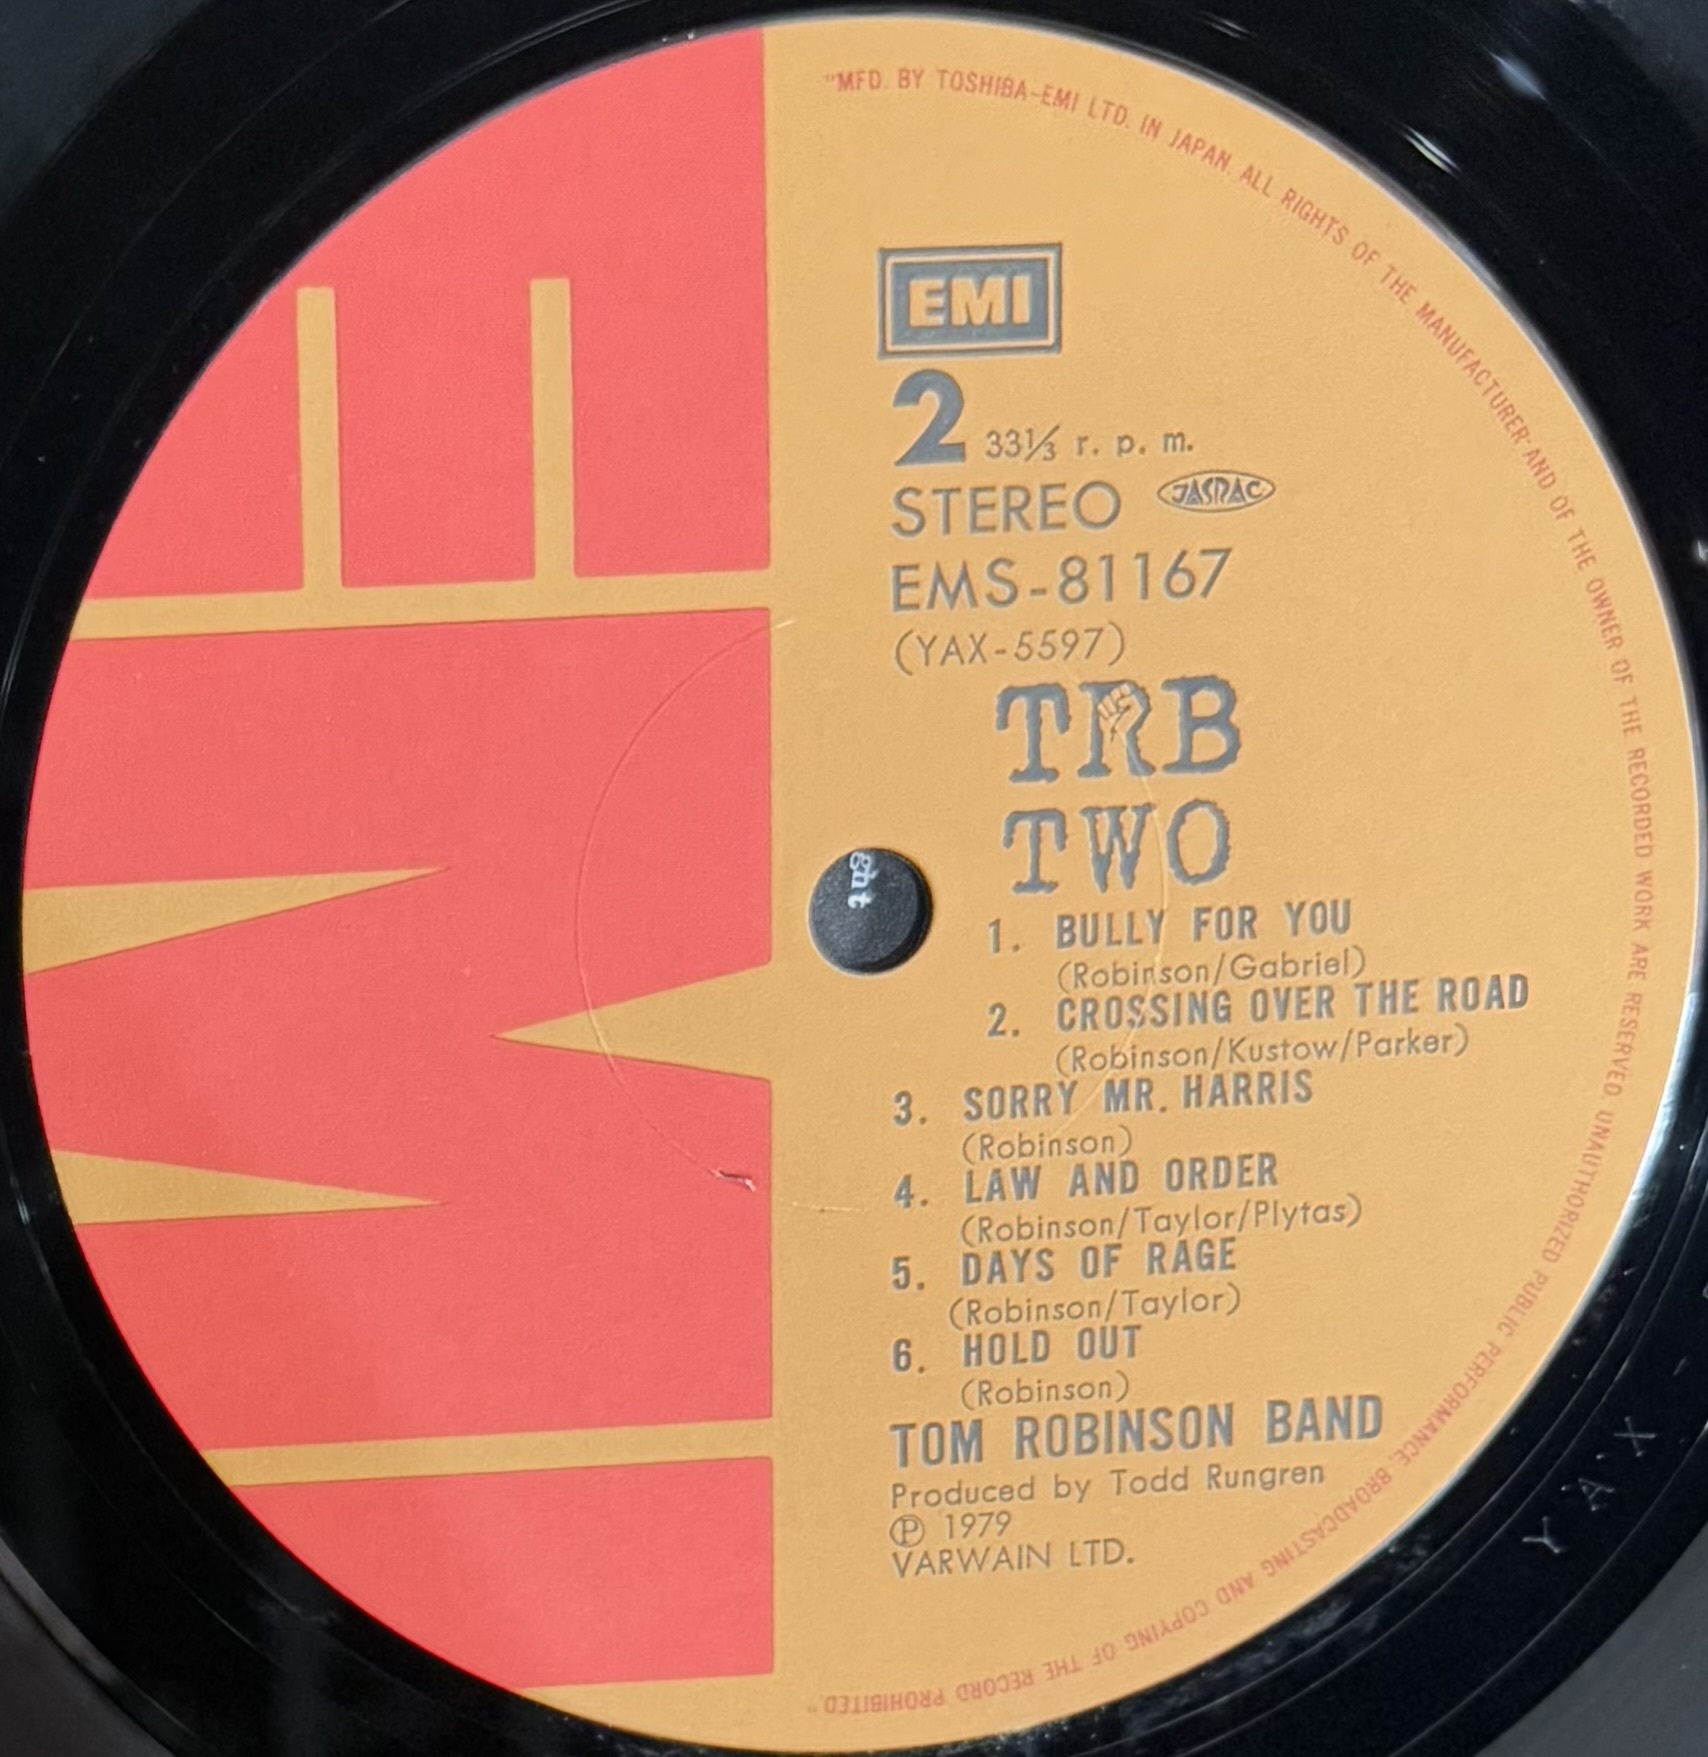 "MFD. BY TOSHIBA-EMI LTD. IN JAPAN. ALL RIGHTS OF THE MANUFACTURER AND OF THE OWNER OF THE RECORDED WORK ARE RESERVED. UNAUTHORIZED PUBLIC PERFORMANCE, BROADCASTING AND COPYING OF THE RECORD PROHIBITED."
EMI
2 33⅓ r. p. m.
STEREO JASRAC
EMS-81167
(YAX-5597)
TRB
TWO
ght
1. BULLY FOR YOU
(Robinson/Gabriel)
2. CROSSING OVER THE ROAD
(Robinson/Kustow/Parker)
3. SORRY MR. HARRIS
(Robinson)
4. LAW AND ORDER
(Robinson/Taylor/Plytas)
5. DAYS OF RAGE
(Robinson/Taylor)
6. HOLD OUT
(Robinson)
TOM ROBINSON BAND
Produced by Todd Rungren
℗ 1979
VARWAIN LTD.
YAX
EMI